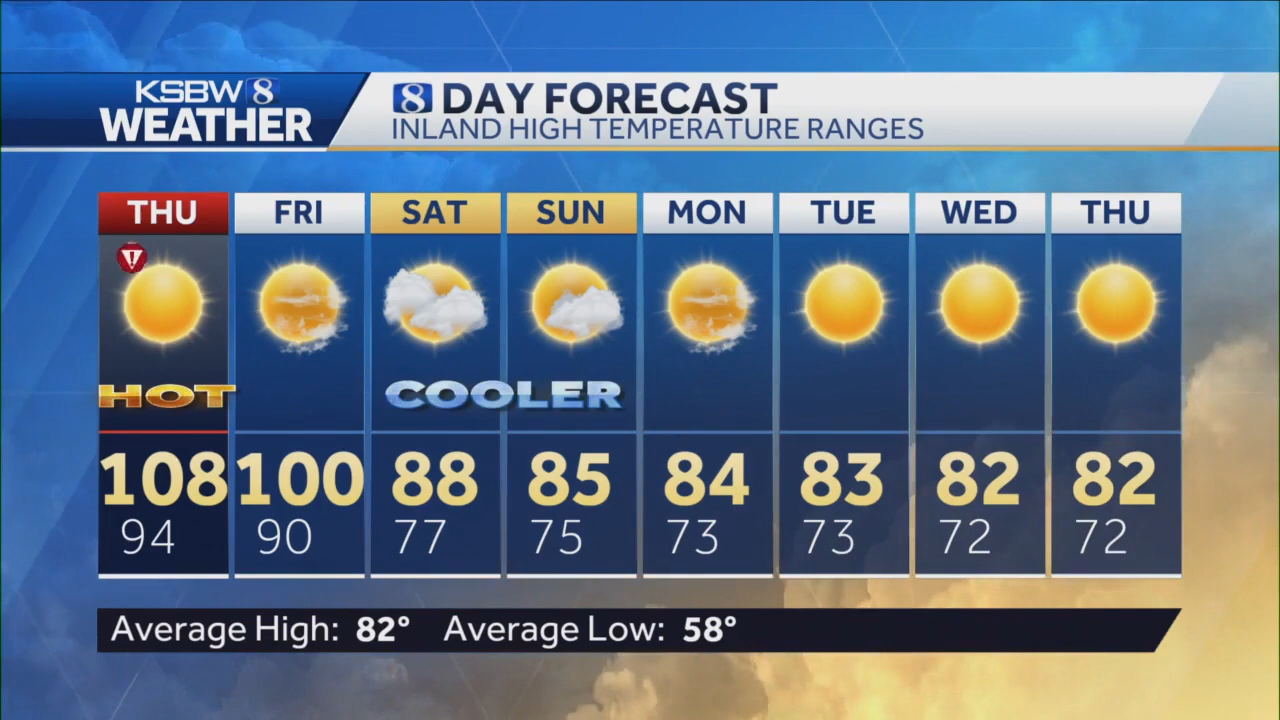 KSBW 8
WEATHER
8 DAY FORECAST
INLAND HIGH TEMPERATURE RANGES
THU FRI SAT SUN MON TUE WED THU
!
HOT COOLER
108 100 88 85 84 83 82 82
94 90 77 75 73 73 72 72
Average High: 82° Average Low: 58°